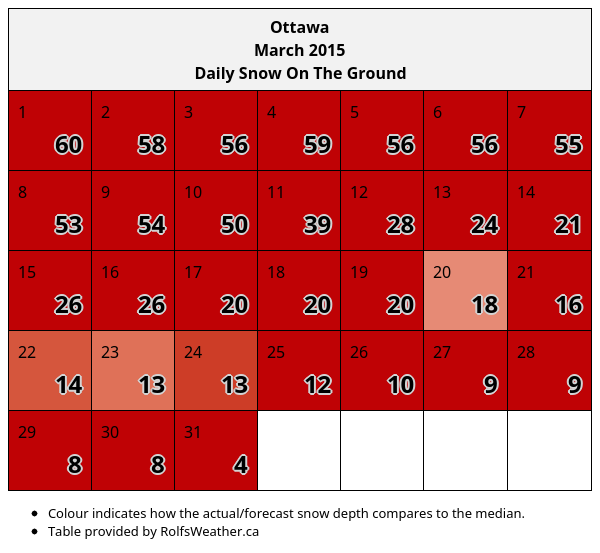 Ottawa
March 2015
Daily Snow On The Ground
1 2 3 4 5 6 7
60 58 56 59 56 56 55
8 9 10 11 12 13 14
53 54 50 39 28 24 21
15 16 17 18 19 20 21
26 26 20 20 20 18 16
22 23 24 25 26 27 28
14 13 13 12 10 9 9
29 30 31
8 8 4
• Colour indicates how the actual/forecast snow depth compares to the median.
• Table provided by RolfsWeather.ca